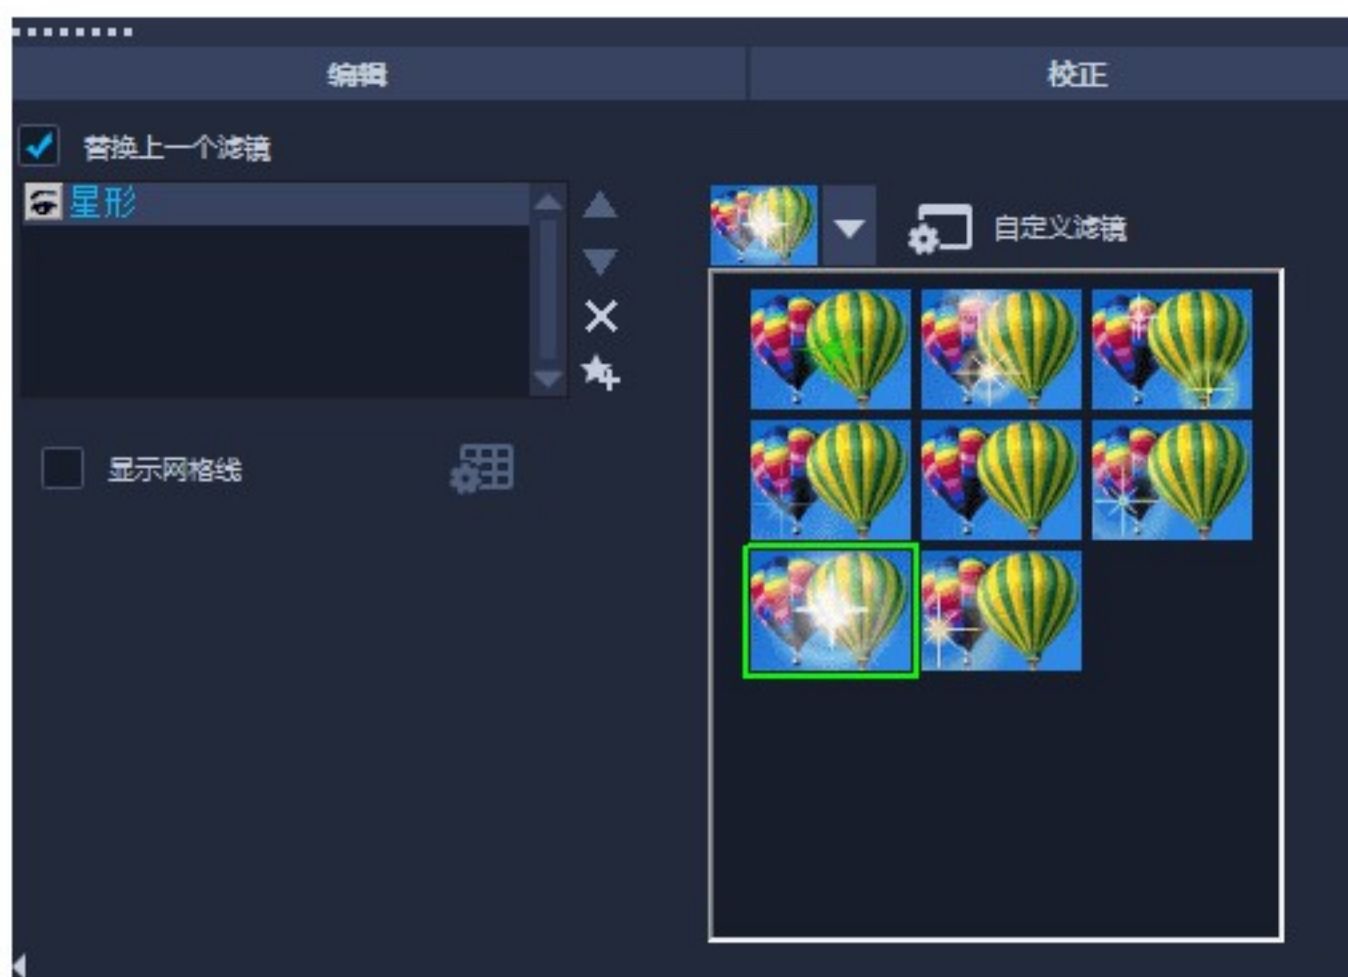 编辑
校正
替换上一个滤镜
星形
自定义滤镜
显示网格线